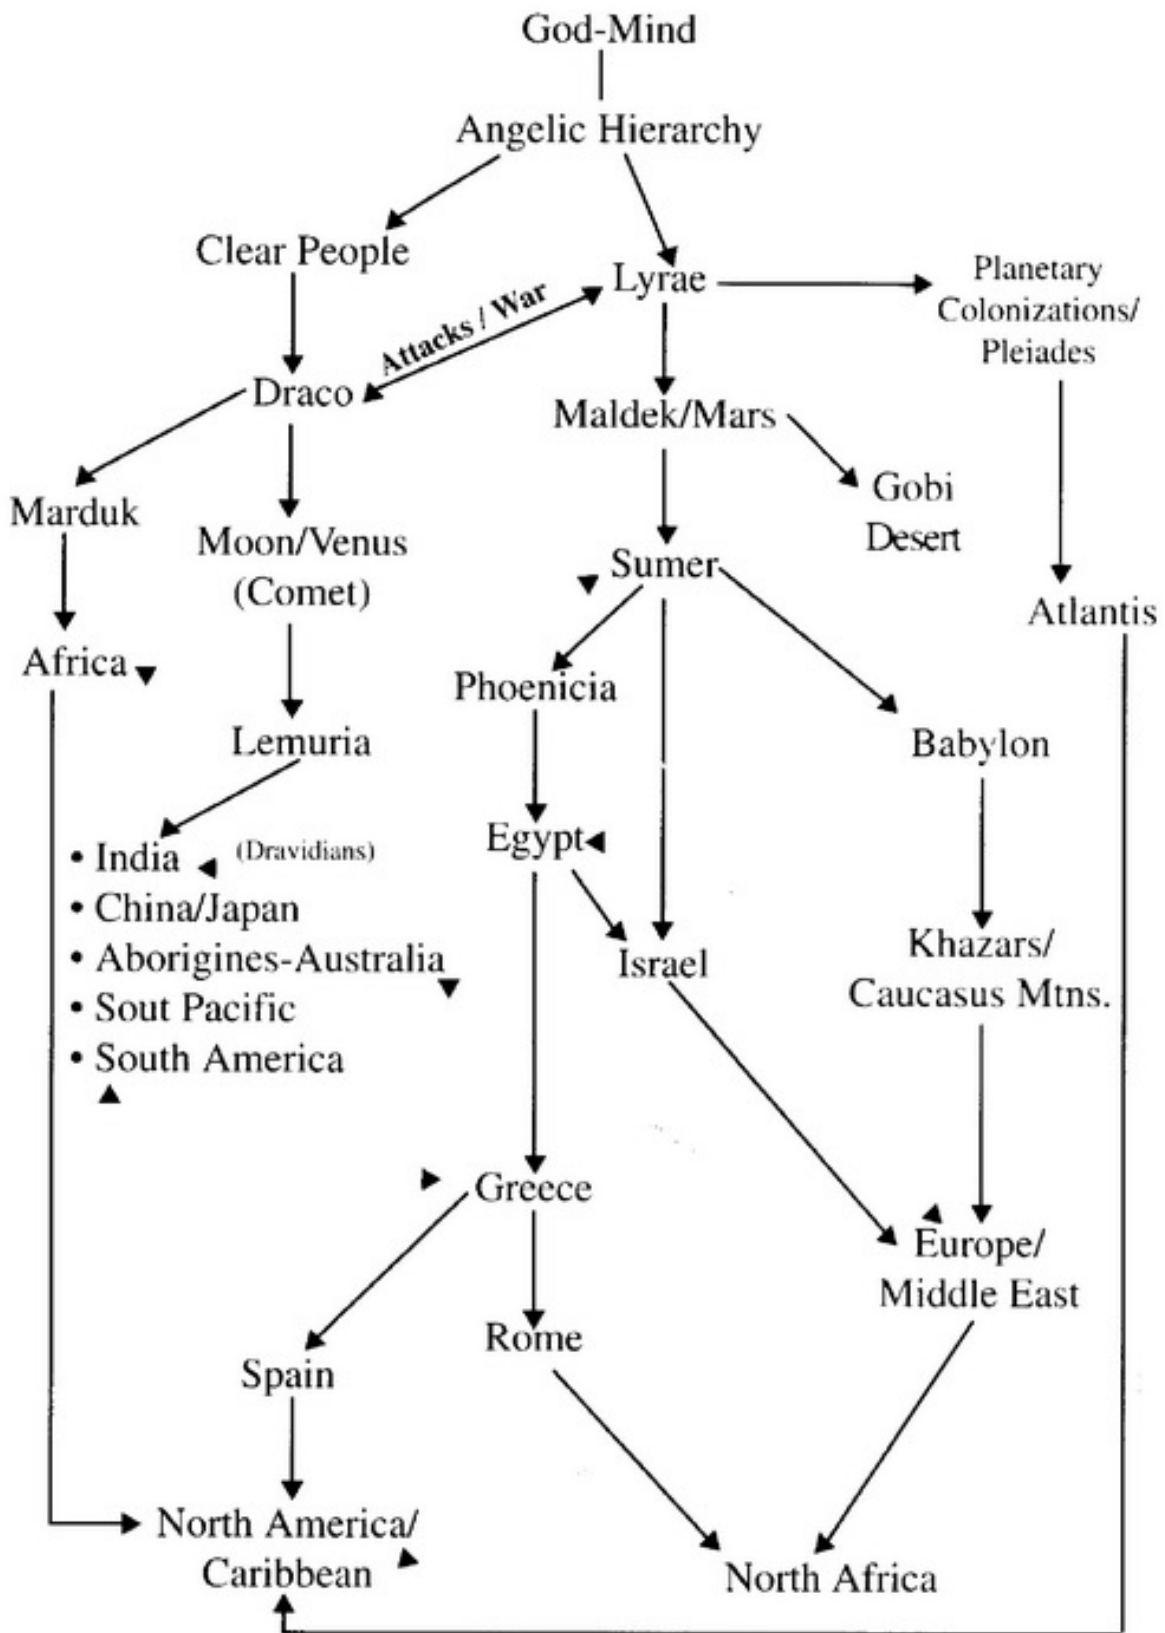 God-Mind
Angelic Hierarchy
Clear People
Lyrae
Planetary
Colonizations/
Pleiades
Attacks / War
Draco
Maldek/Mars
Gobi
Desert
Marduk
Moon/Venus
(Comet)
Sumer
Atlantis
Africa
Phoenicia
Lemuria
Babylon
Egypt
• India (Dravidians)
• China/Japan
• Aborigines-Australia
• Sout Pacific
• South America
Israel
Khazars/
Caucasus Mtns.
Greece
Europe/
Middle East
Rome
Spain
North America/
Caribbean
North Africa